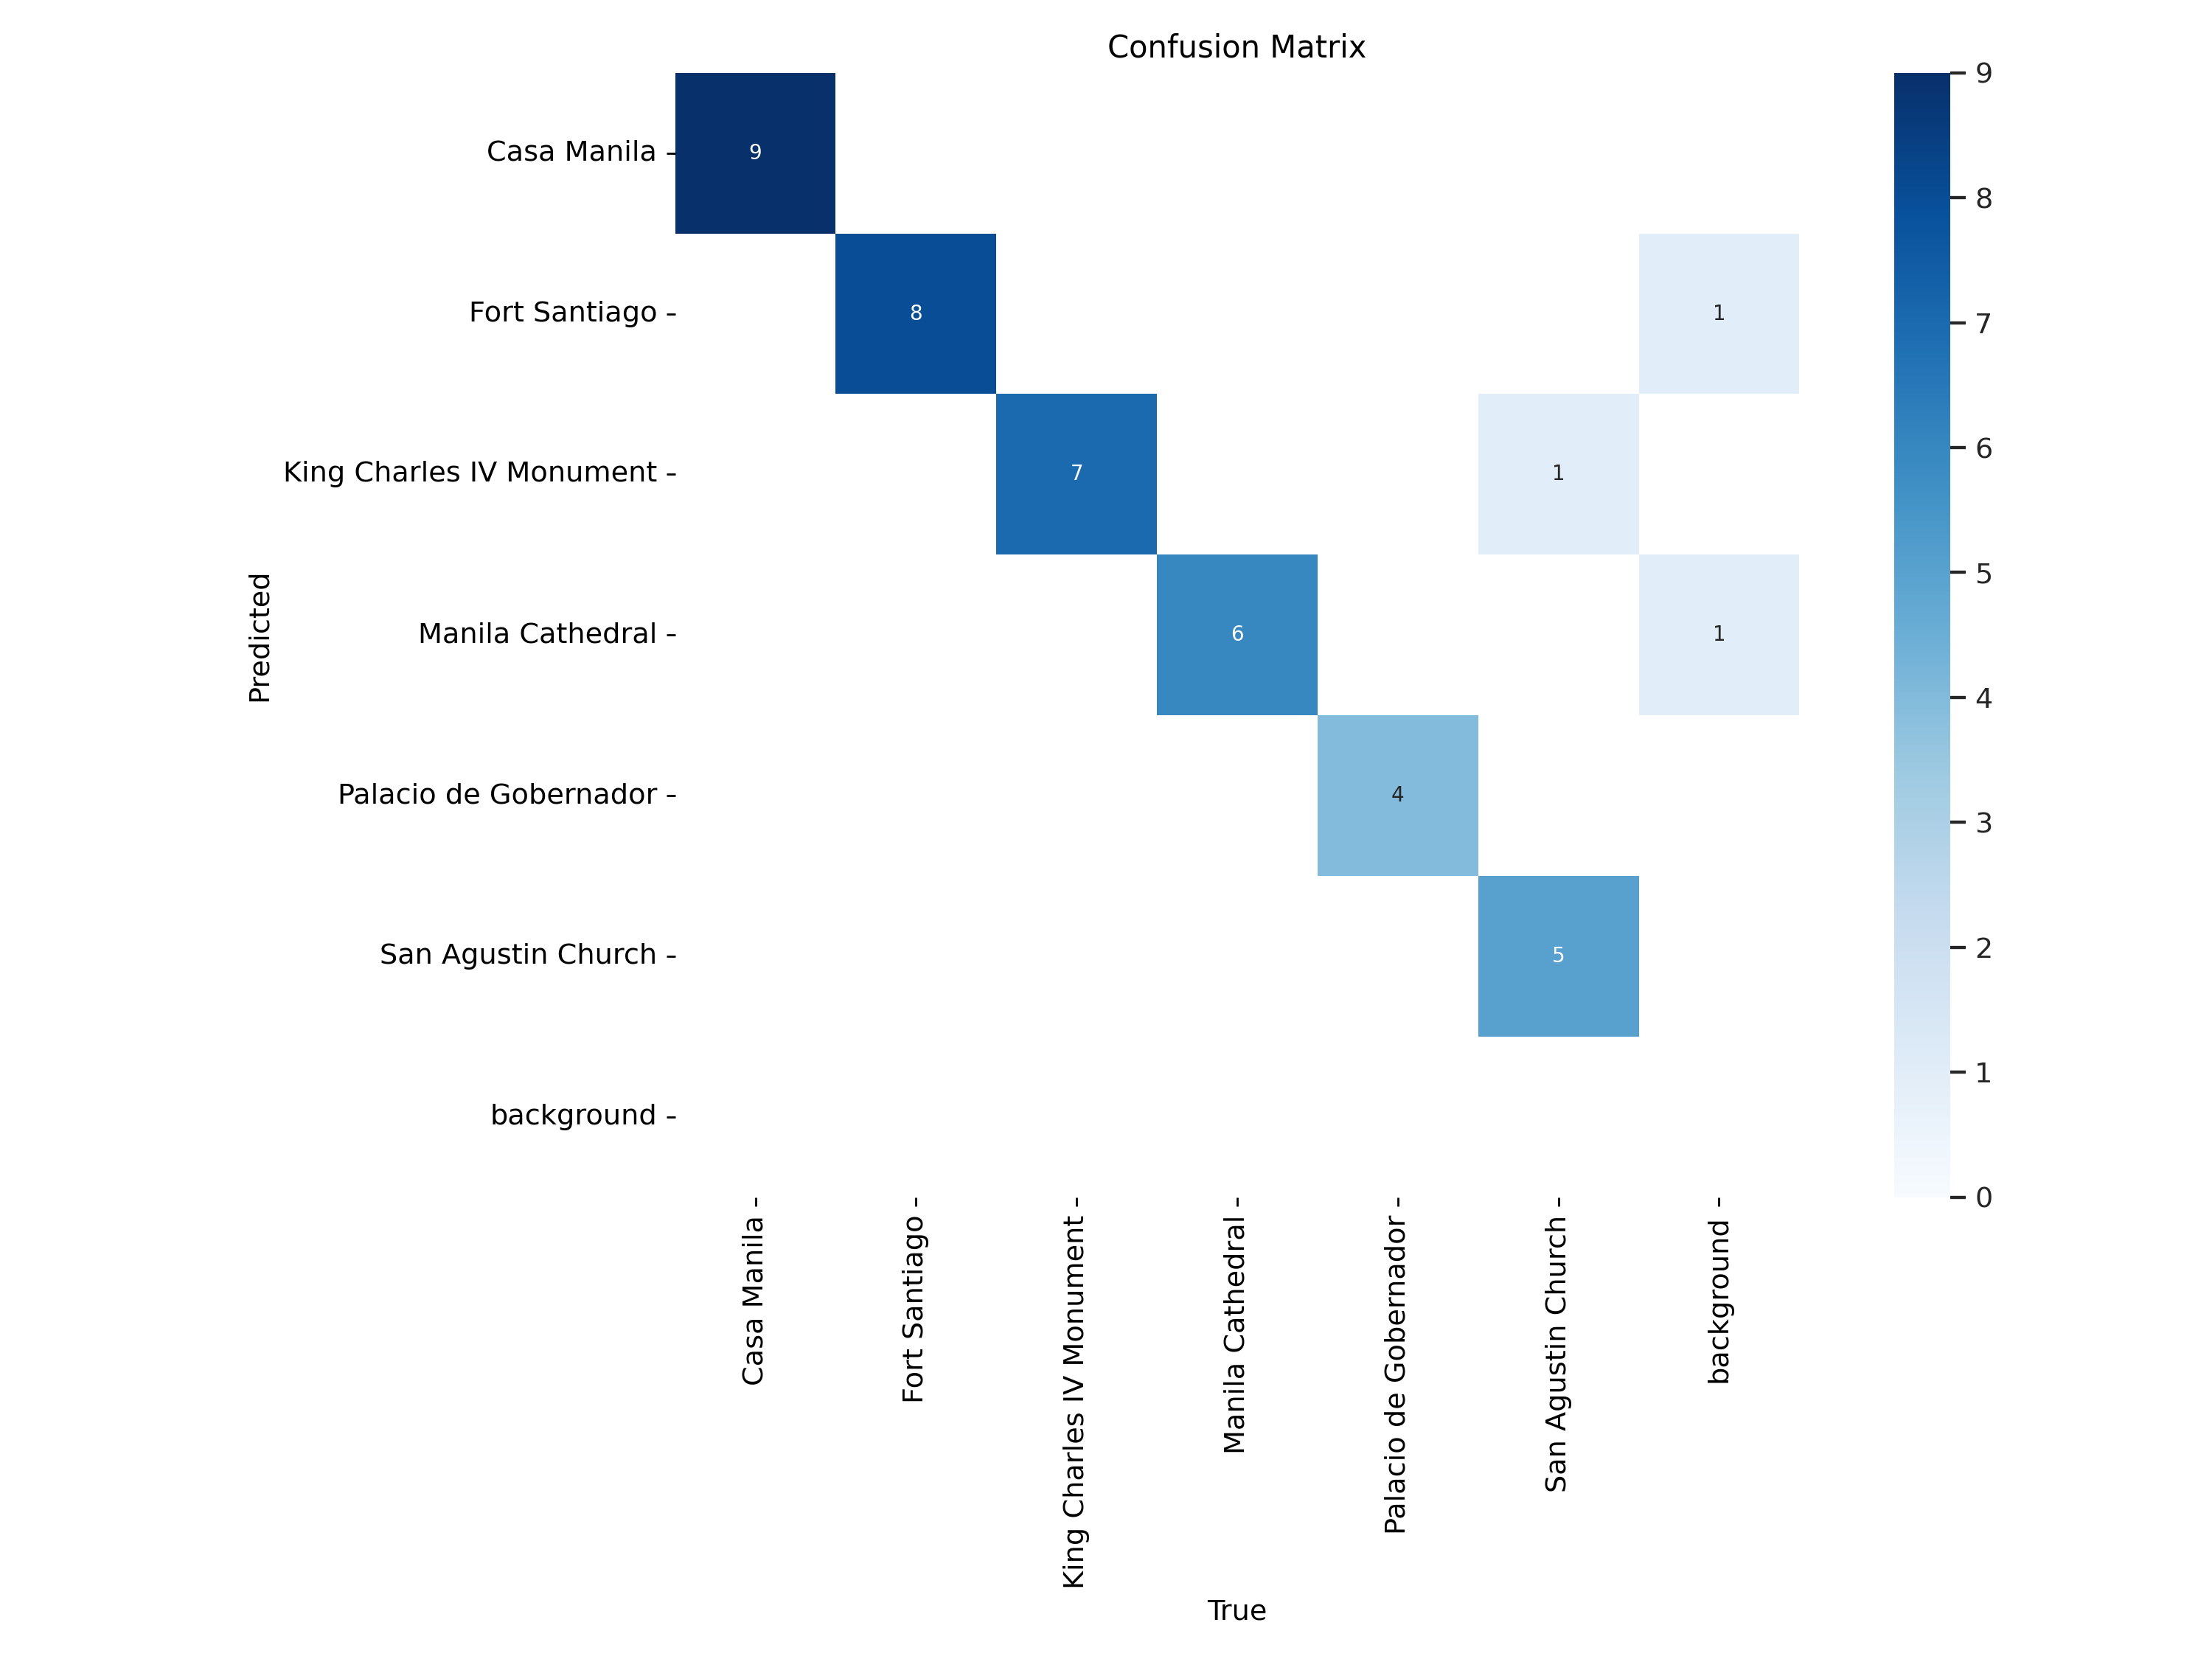 Confusion Matrix
Casa Manila
9
Fort Santiago
8
1
King Charles IV Monument
7
1
Manila Cathedral
6
1
Palacio de Gobernador
4
San Agustin Church
5
background
Predicted
Casa Manila
Fort Santiago
King Charles IV Monument
Manila Cathedral
Palacio de Gobernador
San Agustin Church
background
True
9
8
7
6
5
4
3
2
1
0